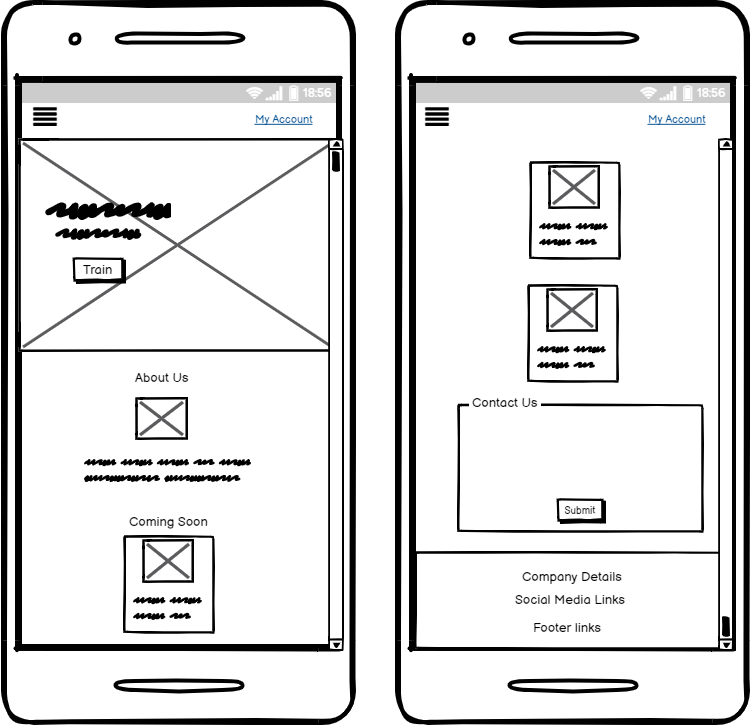 18:56
My Account
Train
About Us
Coming Soon
18:56
My Account
Contact Us
Submit
Company Details
Social Media Links
Footer links